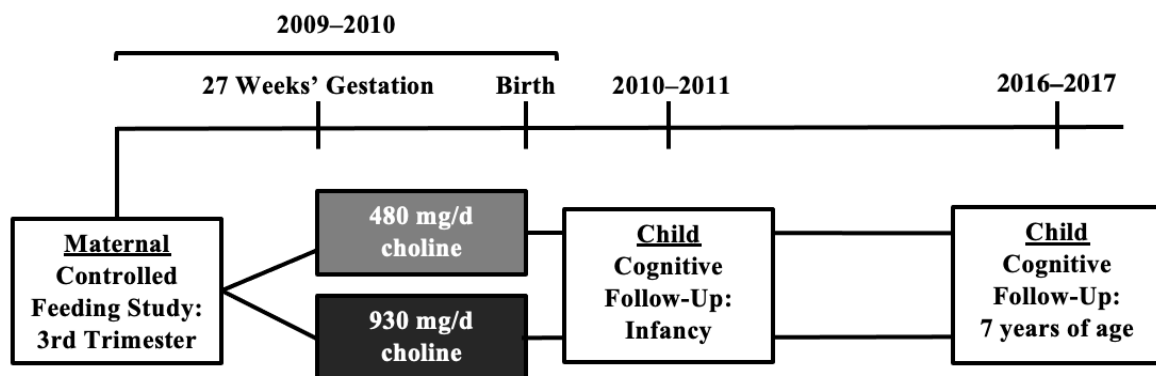 2009–2010
27 Weeks' Gestation
Birth
2010–2011
2016–2017
Maternal
Controlled
Feeding Study:
3rd Trimester
480 mg/d
choline
930 mg/d
choline
Child
Cognitive
Follow-Up:
Infancy
Child
Cognitive
Follow-Up:
7 years of age